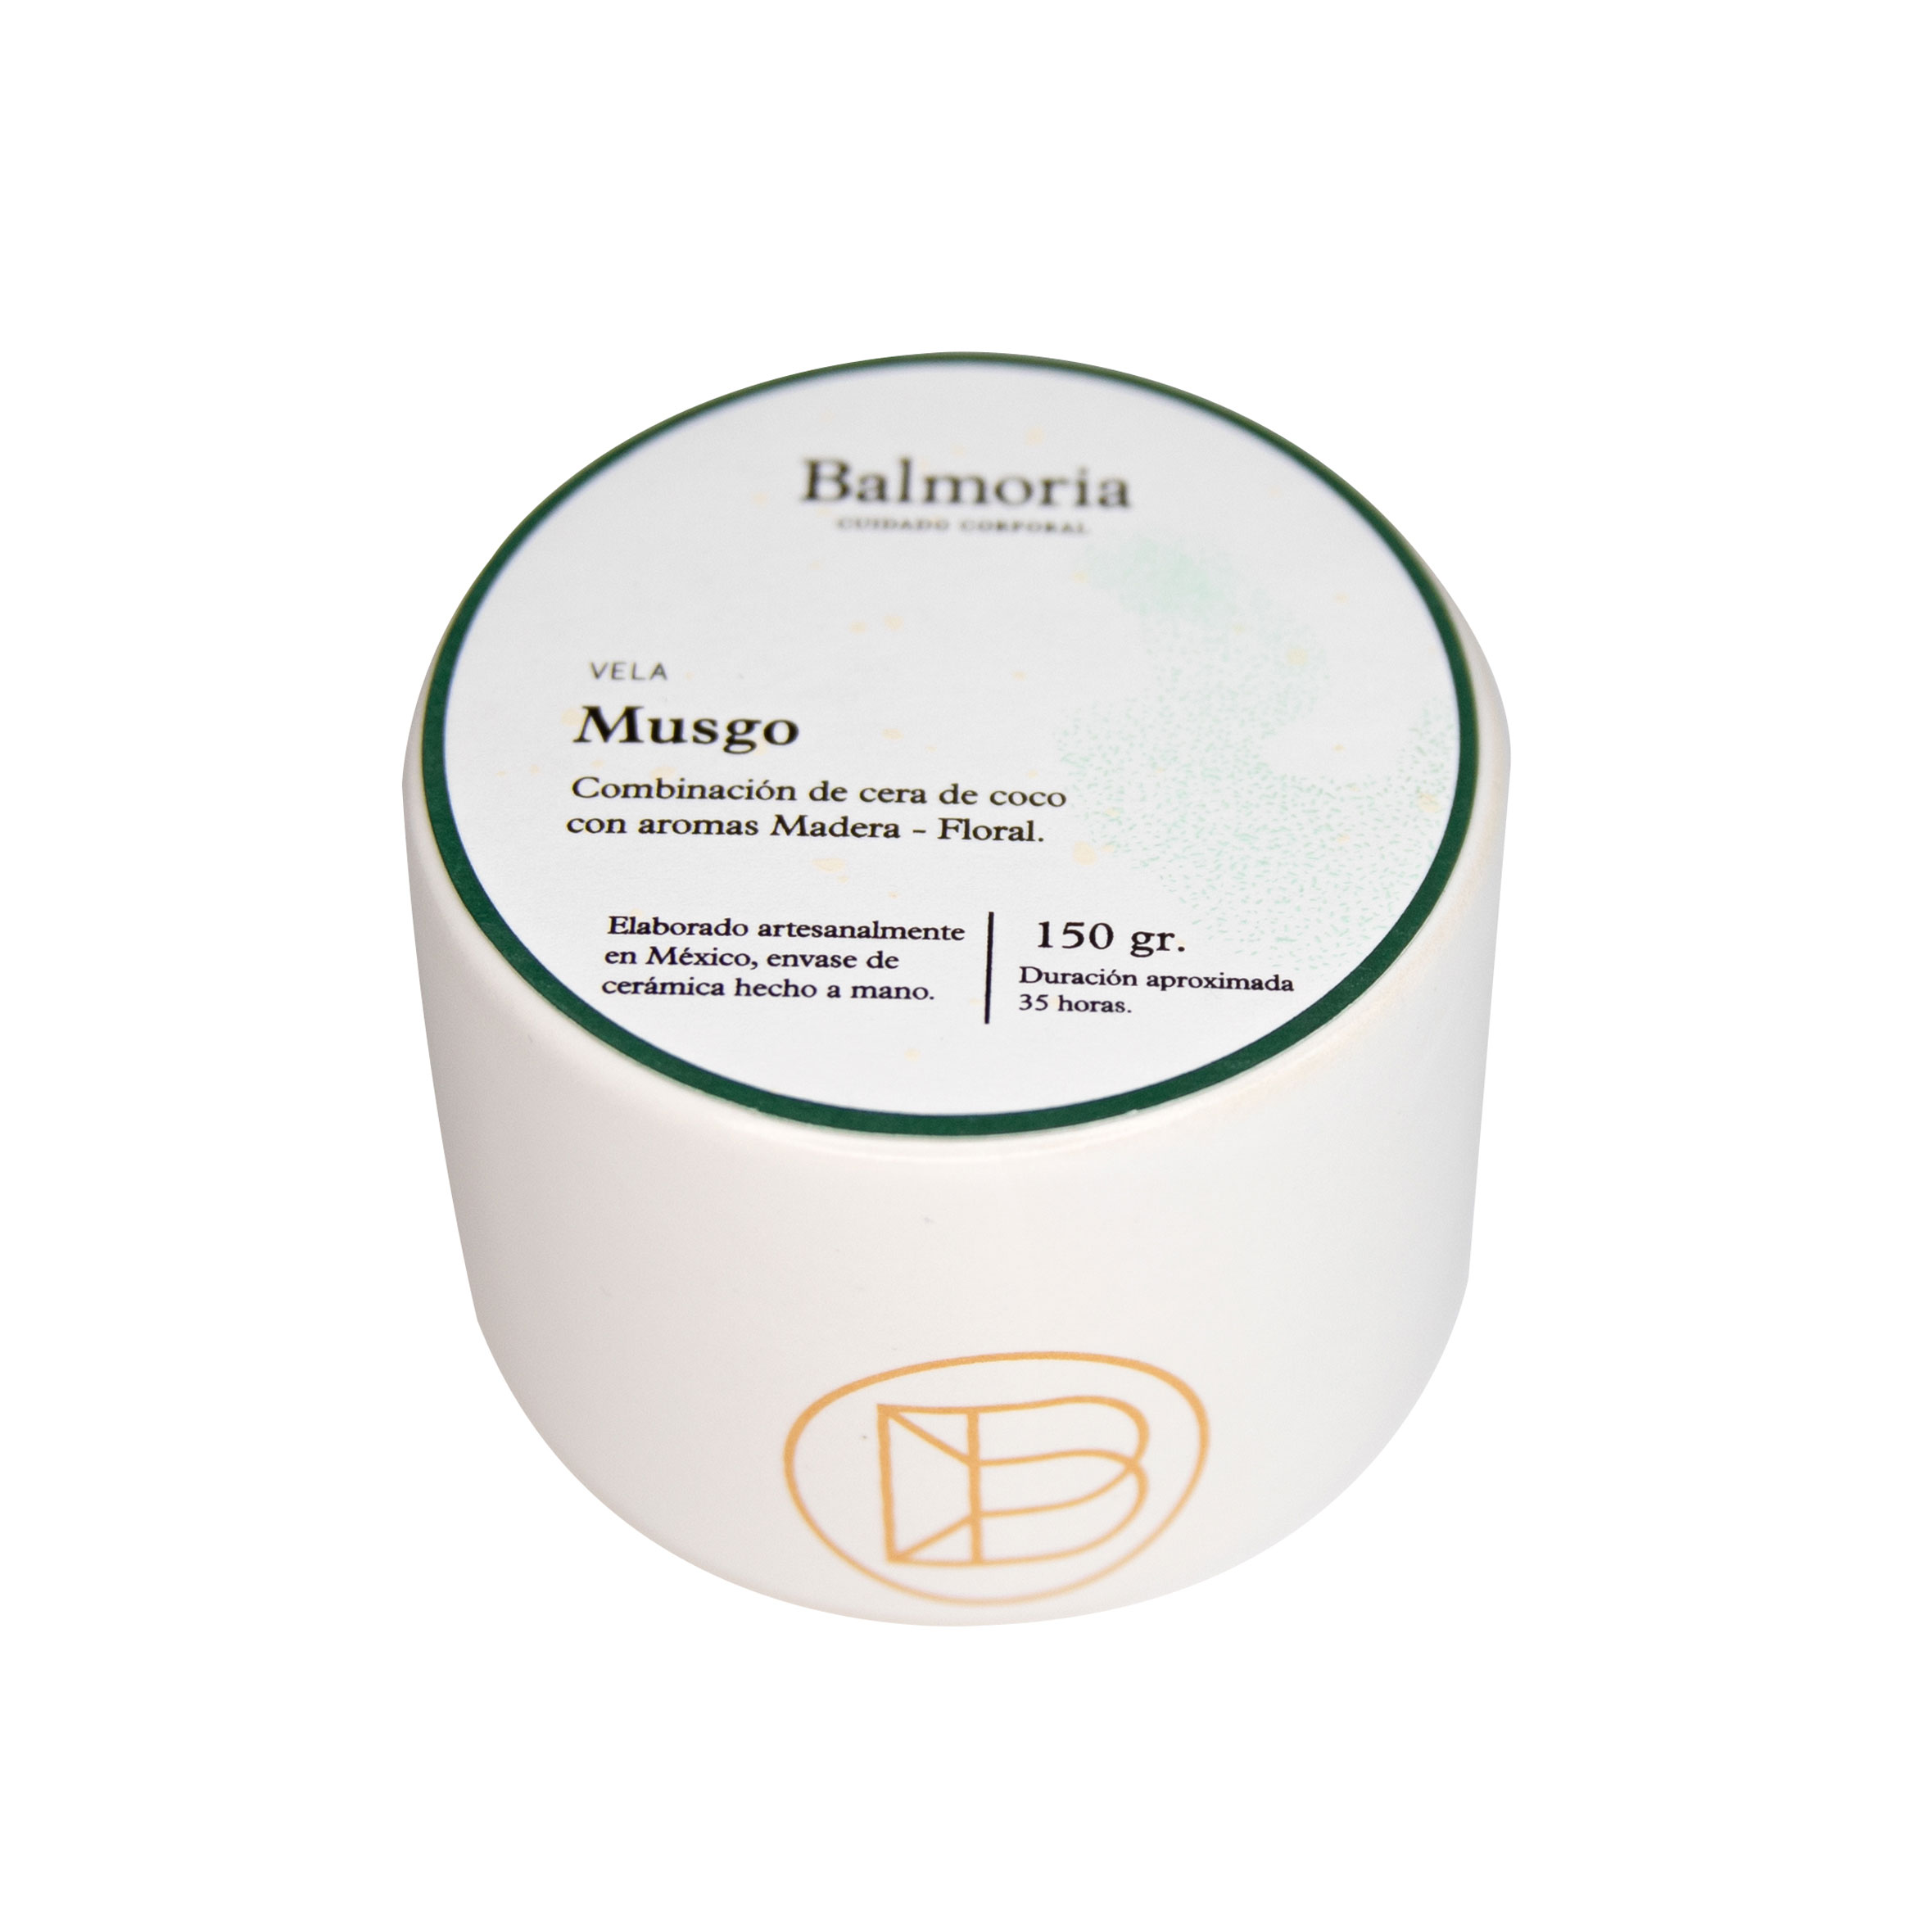 Balmoria
CUIDADO CORPORAL
VELA
Musgo
Combinación de cera de coco
con aromas Madera - Floral.
Elaborado artesanalmente
en México, envase de
cerámica hecho a mano.
150 gr.
Duración aproximada
35 horas.
B